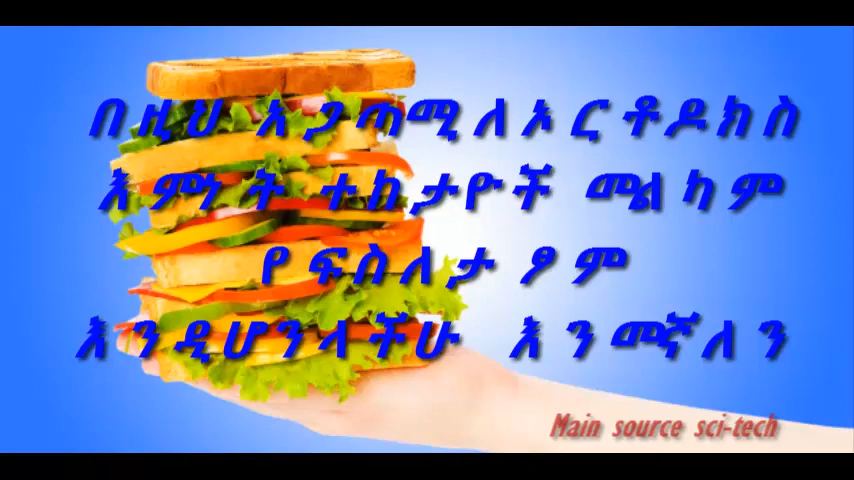 በዚህ አጋጣሚ ለኦርቶዶክስ
እምነት ተከታዮች መልካም
የፍስለታ ፆም
እንዲሆንላችሁ እንመኛለን
Main source sci-tech